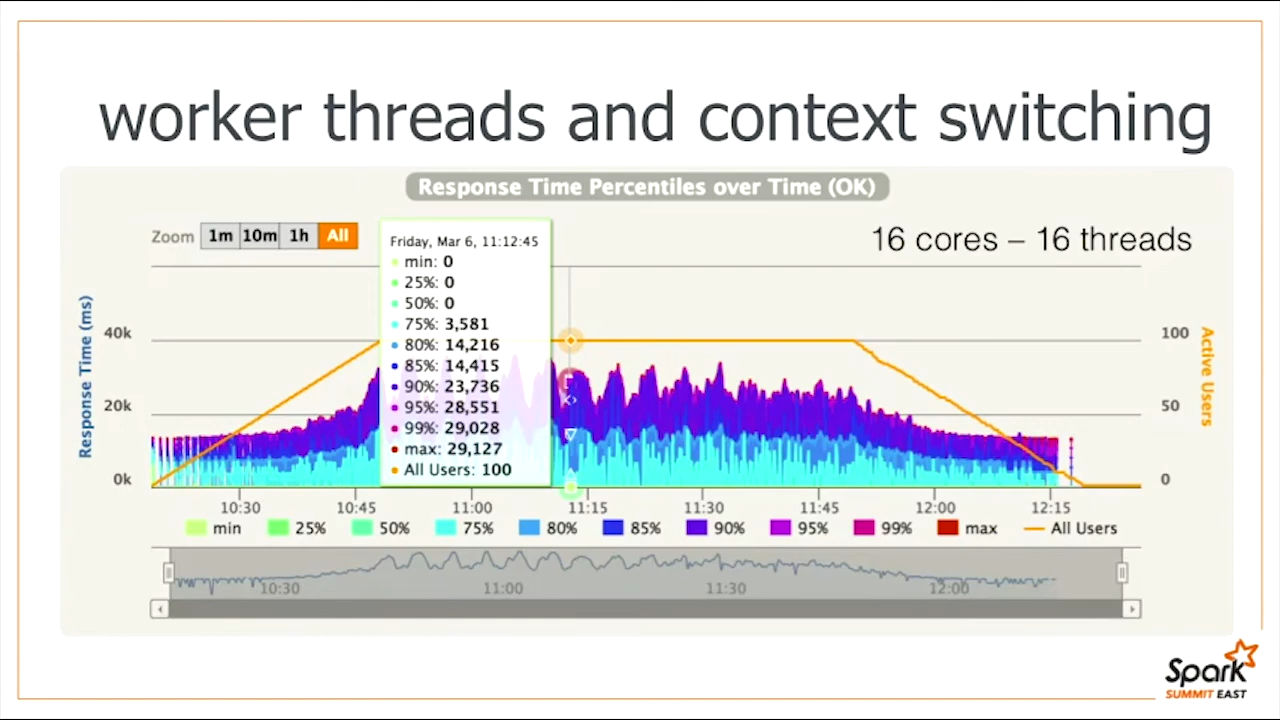 worker threads and context switching
Response Time Percentiles over Time (OK)
Zoom 1m 10m 1h All
16 cores – 16 threads
Friday, Mar 6, 11:12:45
min: 0
25%: 0
50%: 0
75%: 3,581
80%: 14,216
85%: 14,415
90%: 23,736
95%: 28,551
99%: 29,028
max: 29,127
All Users: 100
Response Time (ms)
40k
20k
0k
100
50
0
Active Users
10:30 10:45 11:00 11:15 11:30 11:45 12:00 12:15
min 25% 50% 75% 80% 85% 90% 95% 99% max All Users
10:30 11:00 11:30 12:00
Spark
SUMMIT EAST